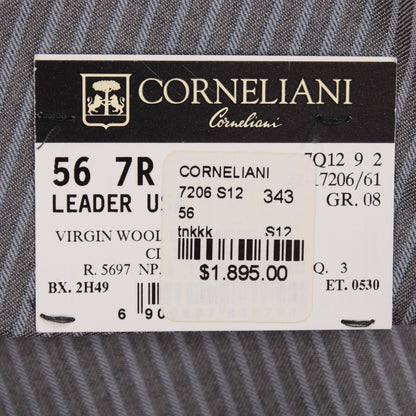 CORNELIANI
Corneliani
56 7R
7Q12 9 2
17206/61
GR. 08
LEADER
VIRGIN WOOL
R. 5697 NP. Q. 3
BX. 2H49 ET. 0530
6 90
CORNELIANI
7206 S12 343
56
tnkkk S12
$1.895.00